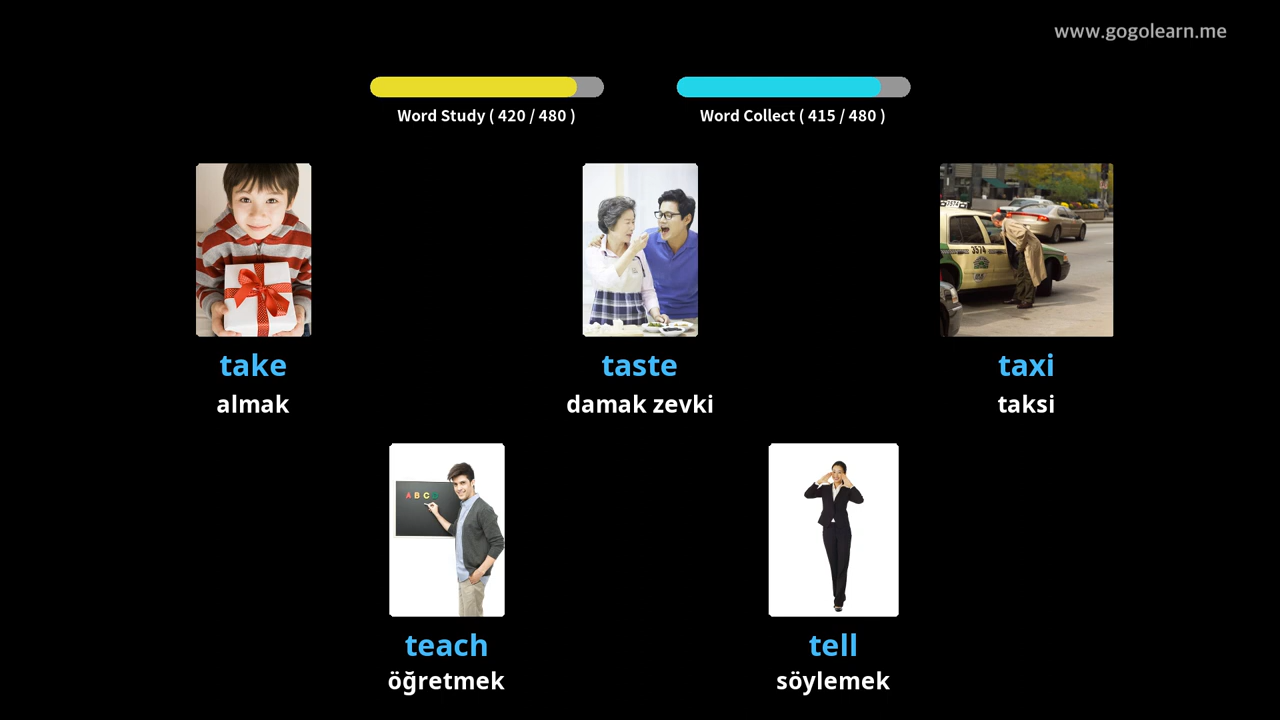 www.gogolearn.me
Word Study ( 420 / 480 )
Word Collect ( 415 / 480 )
3574
take
taste
taxi
almak
damak zevki
taksi
A B C D
teach
tell
öğretmek
söylemek